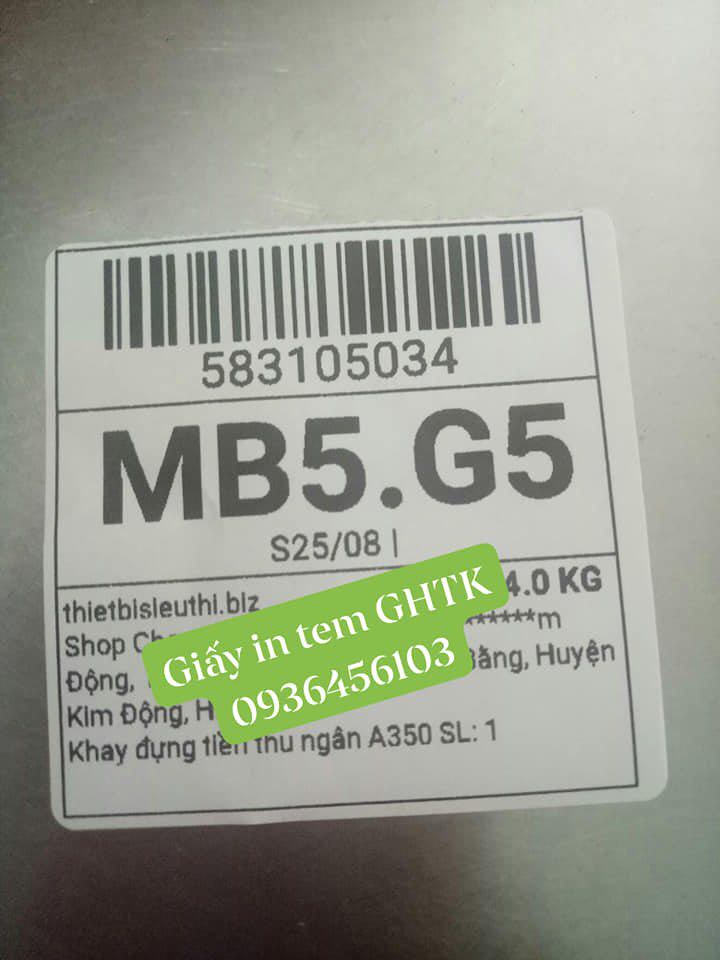 583105034
MB5.G5
S25/08 |
thietbisleuthi.biz
4.0 KG
Shop
******m
Động,
Bằng, Huyện
Kim Động, H
Khay đựng tiền thu ngân A350 SL: 1
Giấy in tem GHTK
0936456103